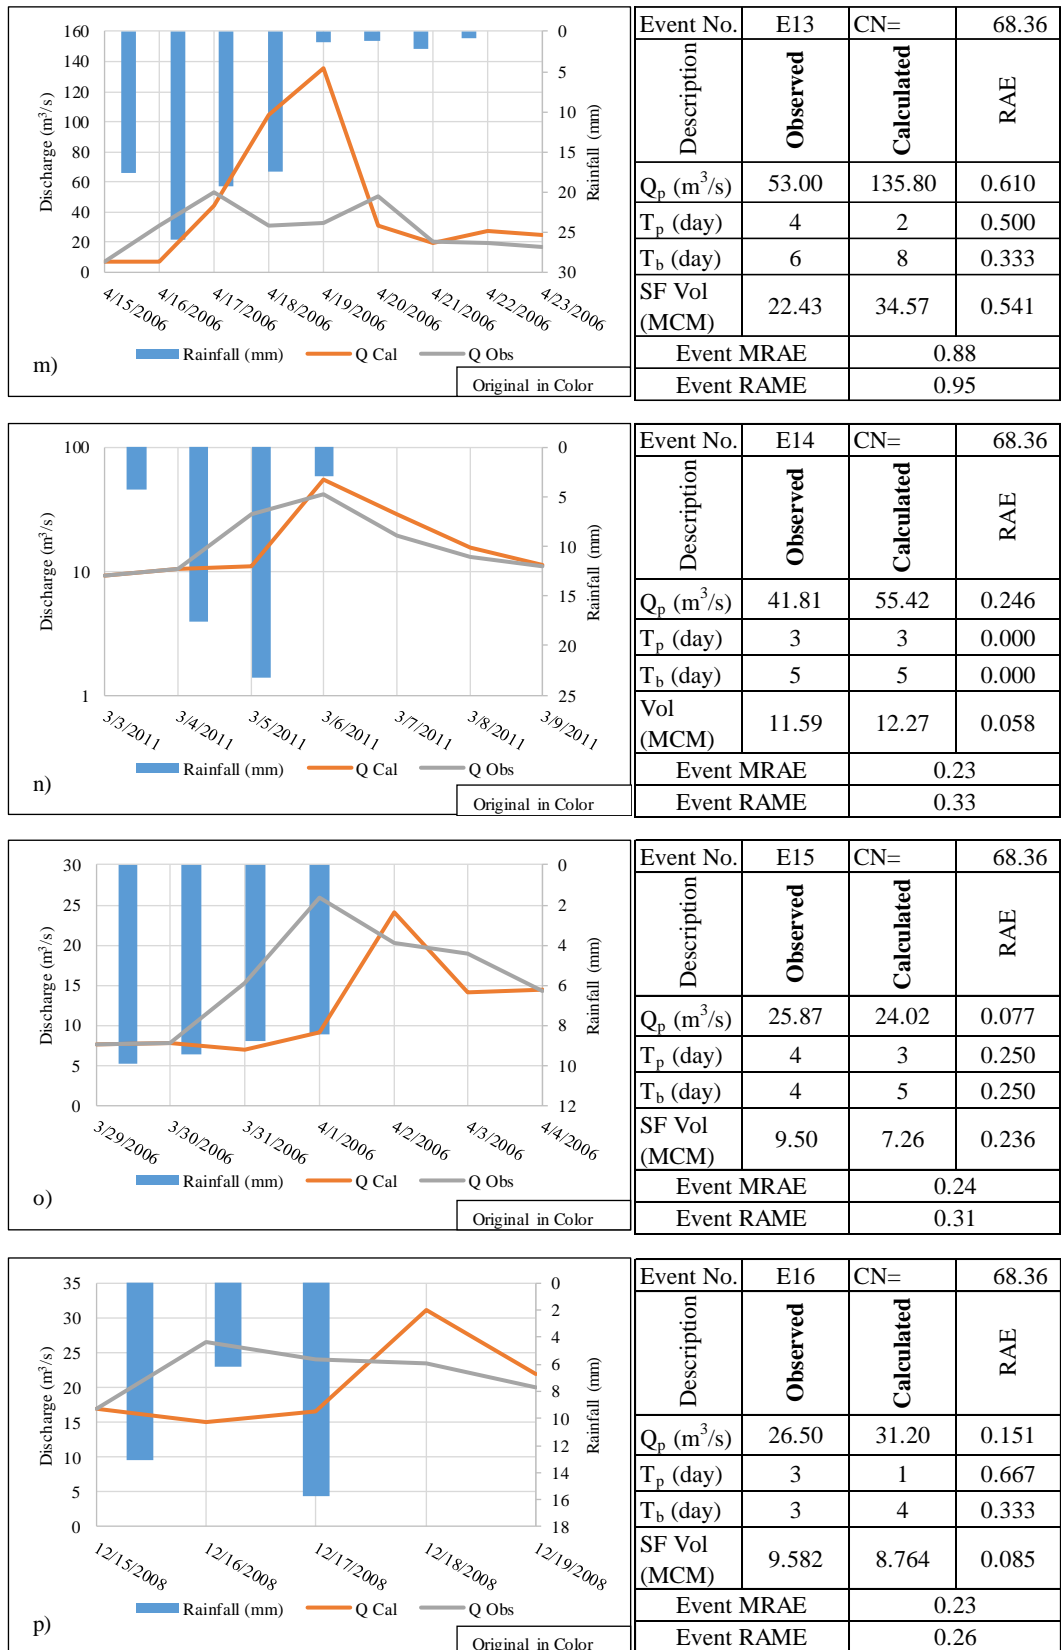 160
140
120
100
80
60
40
20
0
Discharge (m³/s)
0
5
10
15
20
25
30
Rainfall (mm)
4/15/2006
4/16/2006
4/17/2006
4/18/2006
4/19/2006
4/20/2006
4/21/2006
4/22/2006
4/23/2006
Rainfall (mm) Q Cal Q Obs
m)
Original in Color
Event No. E13 CN= 68.36
Description Observed Calculated RAE
Qp (m³/s) 53.00 135.80 0.610
Tp (day) 4 2 0.500
Tb (day) 6 8 0.333
SF Vol
(MCM) 22.43 34.57 0.541
Event MRAE 0.88
Event RAME 0.95
100
10
1
Discharge (m³/s)
0
5
10
15
20
25
Rainfall (mm)
3/3/2011
3/4/2011
3/5/2011
3/6/2011
3/7/2011
3/8/2011
3/9/2011
Rainfall (mm) Q Cal Q Obs
n)
Original in Color
Event No. E14 CN= 68.36
Description Observed Calculated RAE
Qp (m³/s) 41.81 55.42 0.246
Tp (day) 3 3 0.000
Tb (day) 5 5 0.000
Vol
(MCM) 11.59 12.27 0.058
Event MRAE 0.23
Event RAME 0.33
30
25
20
15
10
5
0
Discharge (m³/s)
0
2
4
6
8
10
12
Rainfall (mm)
3/29/2006
3/30/2006
3/31/2006
4/1/2006
4/2/2006
4/3/2006
4/4/2006
Rainfall (mm) Q Cal Q Obs
o)
Original in Color
Event No. E15 CN= 68.36
Description Observed Calculated RAE
Qp (m³/s) 25.87 24.02 0.077
Tp (day) 4 3 0.250
Tb (day) 4 5 0.250
SF Vol
(MCM) 9.50 7.26 0.236
Event MRAE 0.24
Event RAME 0.31
35
30
25
20
15
10
5
0
Discharge (m³/s)
0
2
4
6
8
10
12
14
16
18
Rainfall (mm)
12/15/2008
12/16/2008
12/17/2008
12/18/2008
12/19/2008
Rainfall (mm) Q Cal Q Obs
p)
Original in Color
Event No. E16 CN= 68.36
Description Observed Calculated RAE
Qp (m³/s) 26.50 31.20 0.151
Tp (day) 3 1 0.667
Tb (day) 3 4 0.333
SF Vol
(MCM) 9.582 8.764 0.085
Event MRAE 0.23
Event RAME 0.26